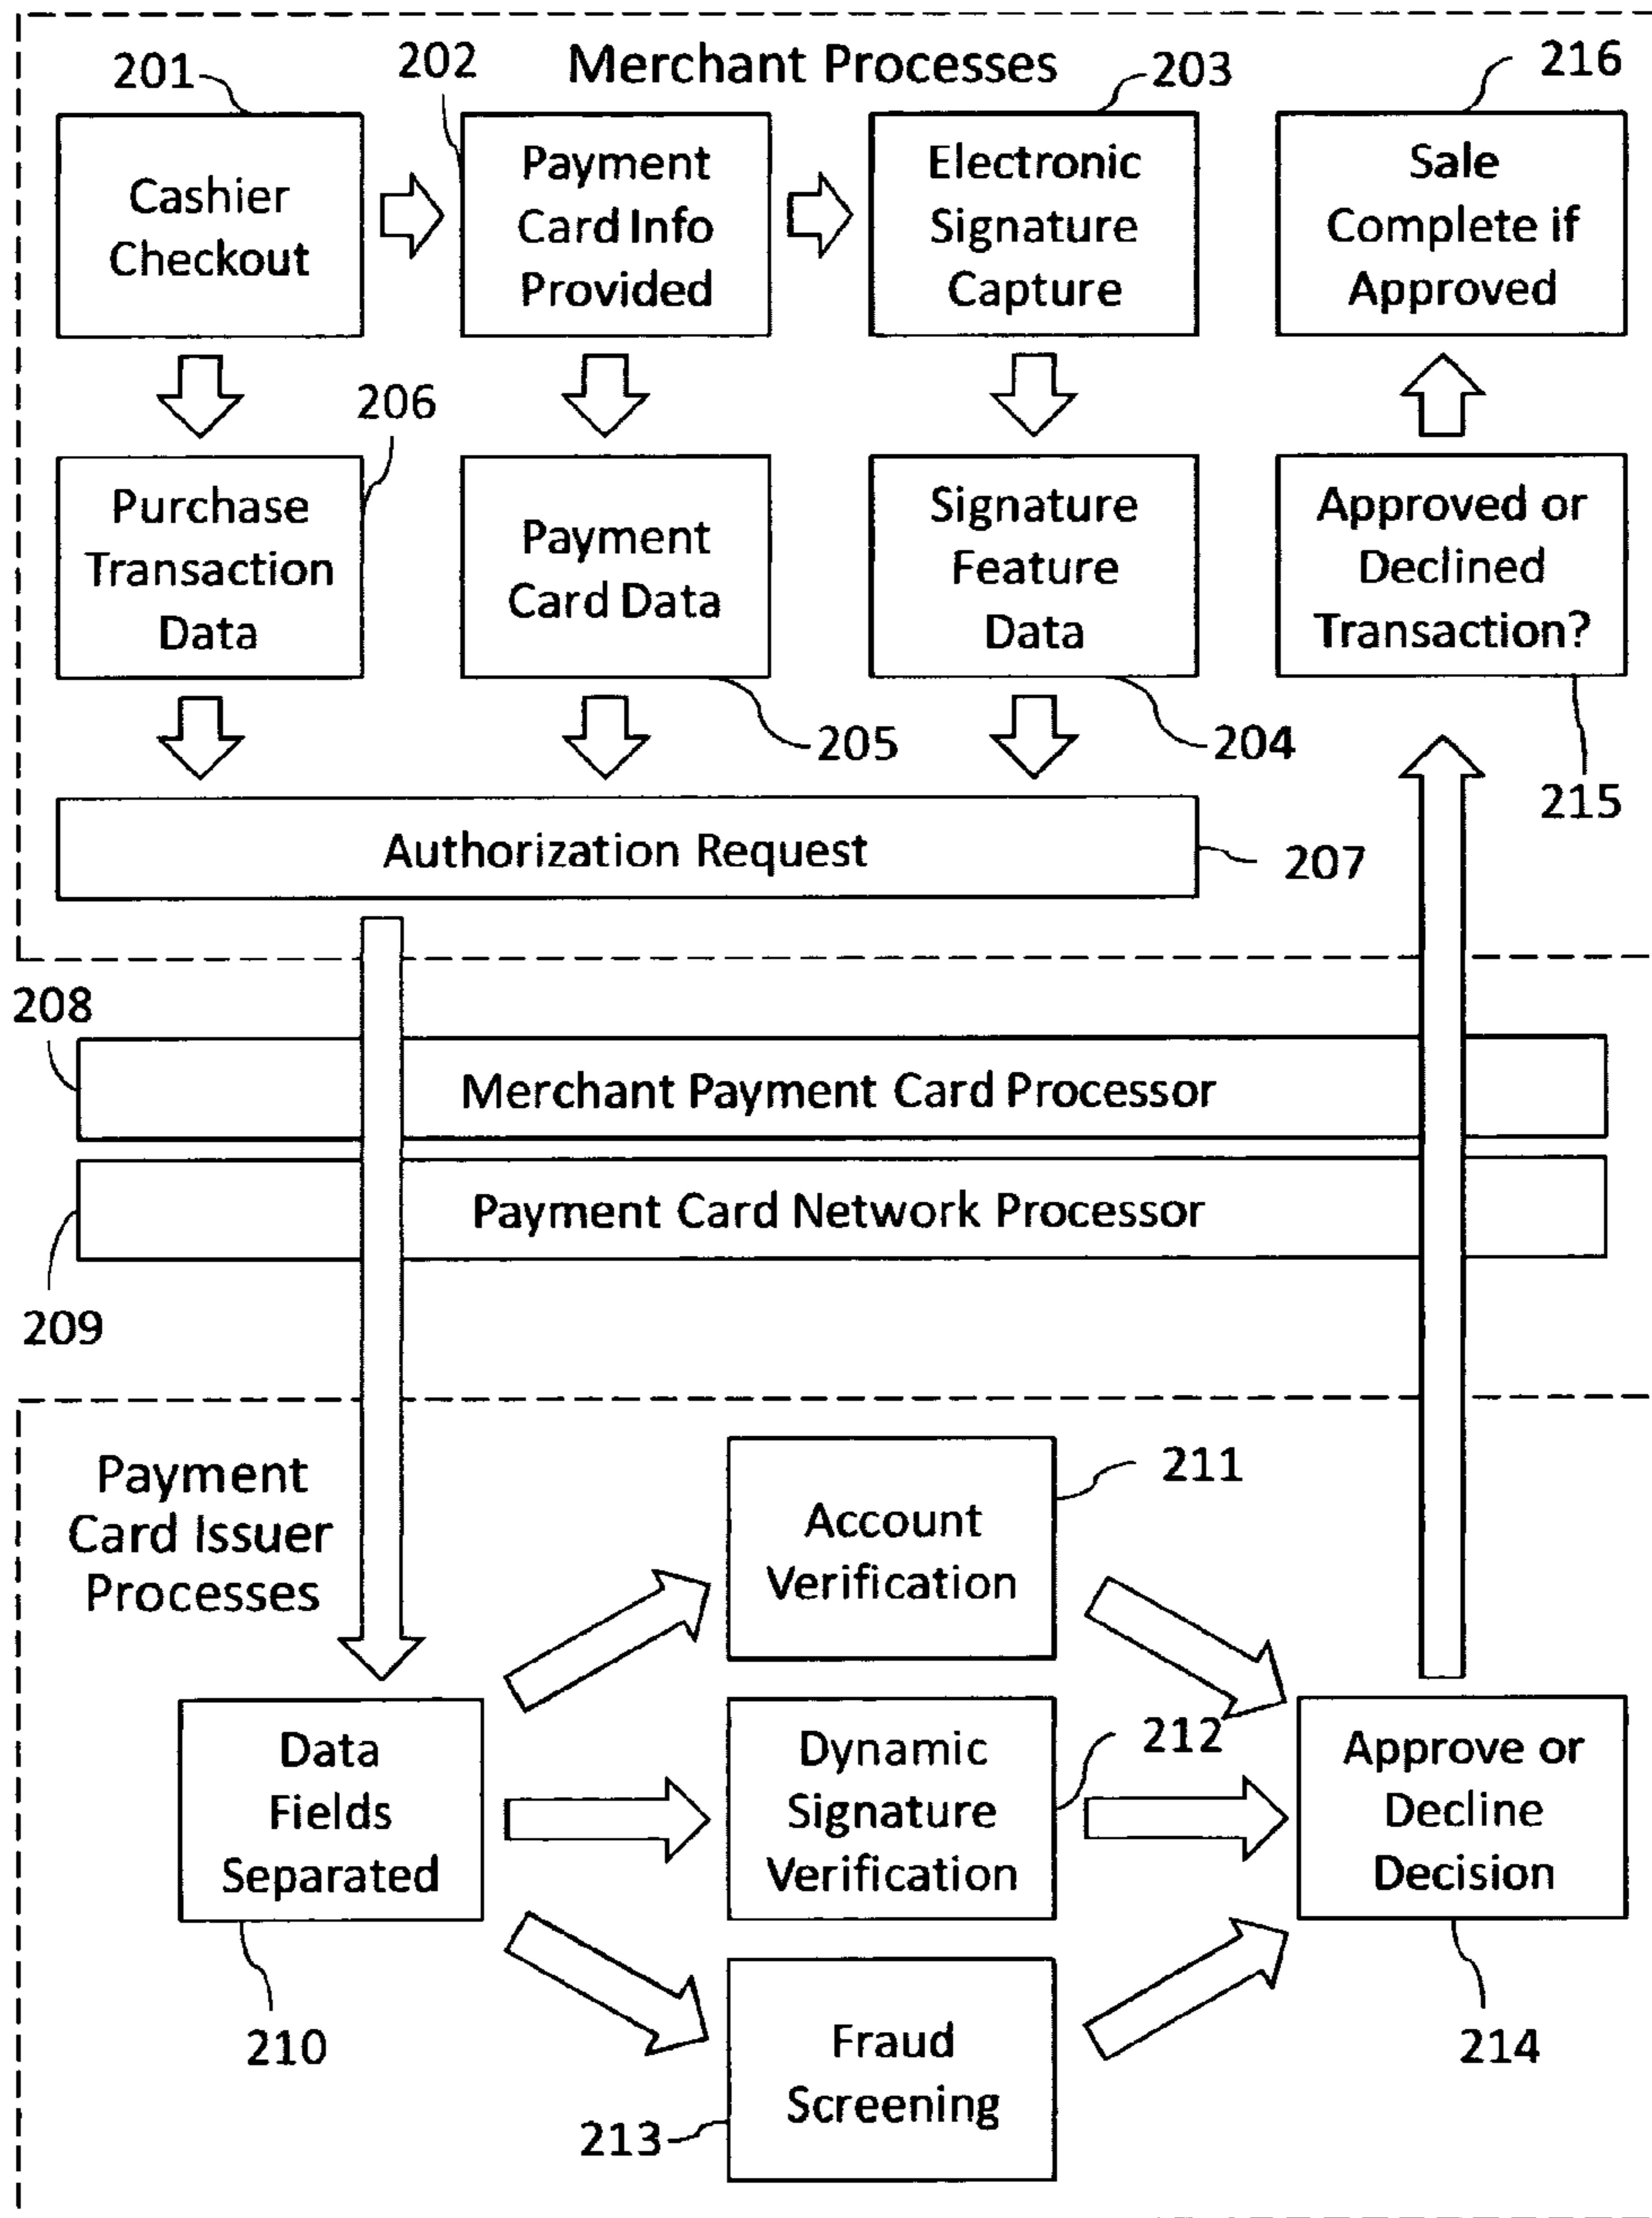 Merchant Processes
201
202
203
216
Cashier
Checkout
Payment
Card Info
Provided
Electronic
Signature
Capture
Sale
Complete if
Approved
206
Purchase
Transaction
Data
Payment
Card Data
Signature
Feature
Data
Approved or
Declined
Transaction?
205
204
215
Authorization Request
207
208
Merchant Payment Card Processor
Payment Card Network Processor
209
Payment
Card Issuer
Processes
211
Account
Verification
Data
Fields
Separated
210
Dynamic
Signature
Verification
212
Approve or
Decline
Decision
214
Fraud
Screening
213